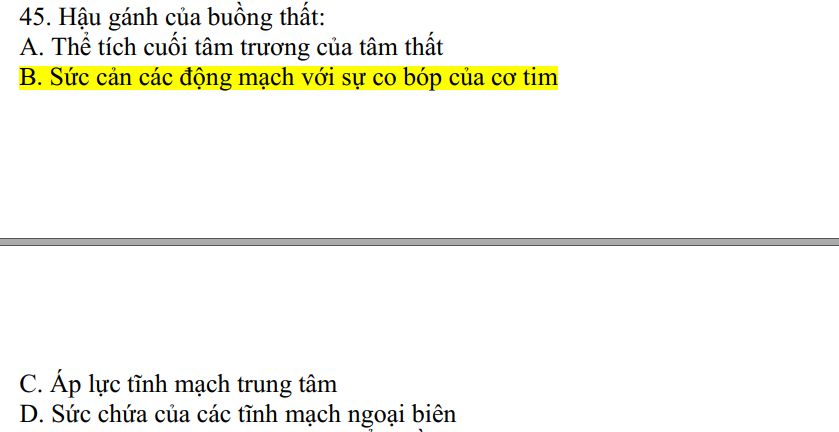 45. Hậu gánh của buồng thất:
A. Thể tích cuối tâm trương của tâm thất
B. Sức cản các động mạch với sự co bóp của cơ tim
C. Áp lực tĩnh mạch trung tâm
D. Sức chứa của các tĩnh mạch ngoại biên